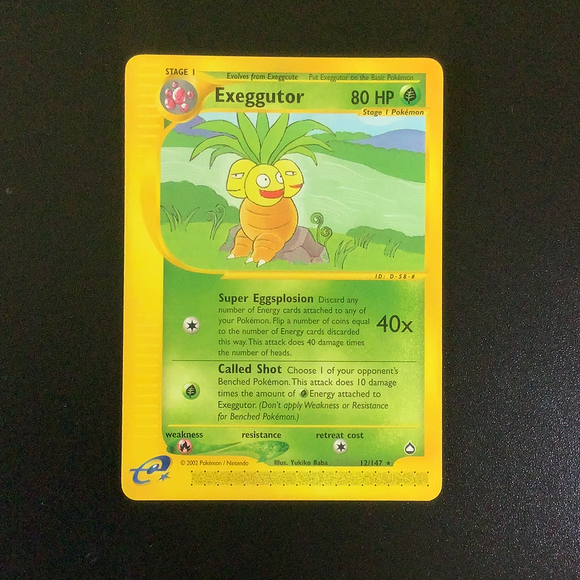 STAGE 1
Evolves from Exeggcute Put Exeggutor on the Basic Pokémon
Exeggutor 80 HP
Stage 1 Pokémon
ID: D-58-#
Super Eggsplosion Discard any
number of Energy cards attached to any of
your Pokémon. Flip a number of coins equal
to the number of Energy cards discarded
this way. This attack does 40 damage times
the number of heads.
40x
Called Shot Choose 1 of your opponent's
Benched Pokémon. This attack does 10 damage
times the amount of Energy attached to
Exeggutor. (Don't apply Weakness or Resistance
for Benched Pokémon.)
weakness resistance retreat cost
© 2002 Pokémon / Nintendo Illus. Yukiko Baba 12/147 ★
e